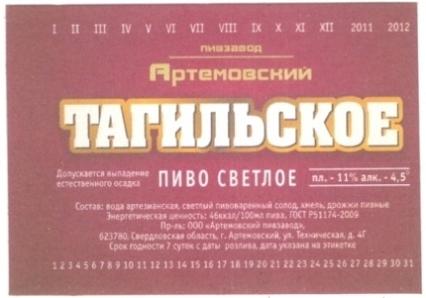 I II III IV V VI VII VIII IX X XI XII 2011 2012
ПИВЗАВОД
АРТЕМОВСКИЙ
ТАГИЛЬСКОЕ
Допускается выпадение
естественного осадка
ПИВО СВЕТЛОЕ
пл. - 11% алк. - 4,5°
Состав: вода артезианская, светлый пивоваренный солод, хмель, дрожжи пивные
Энергетическая ценность: 46ккал/100мл пива, ГОСТ Р51174-2009
Пр-ль: ООО «Артемовский пивзавод»,
623780, Свердловская область, г. Артемовский, ул. Техническая, д. 4Г
Срок годности 7 суток с даты розлива, дата указана на этикетке
1 2 3 4 5 6 7 8 9 10 11 12 13 14 15 16 17 18 19 20 21 22 23 24 25 26 27 28 29 30 31